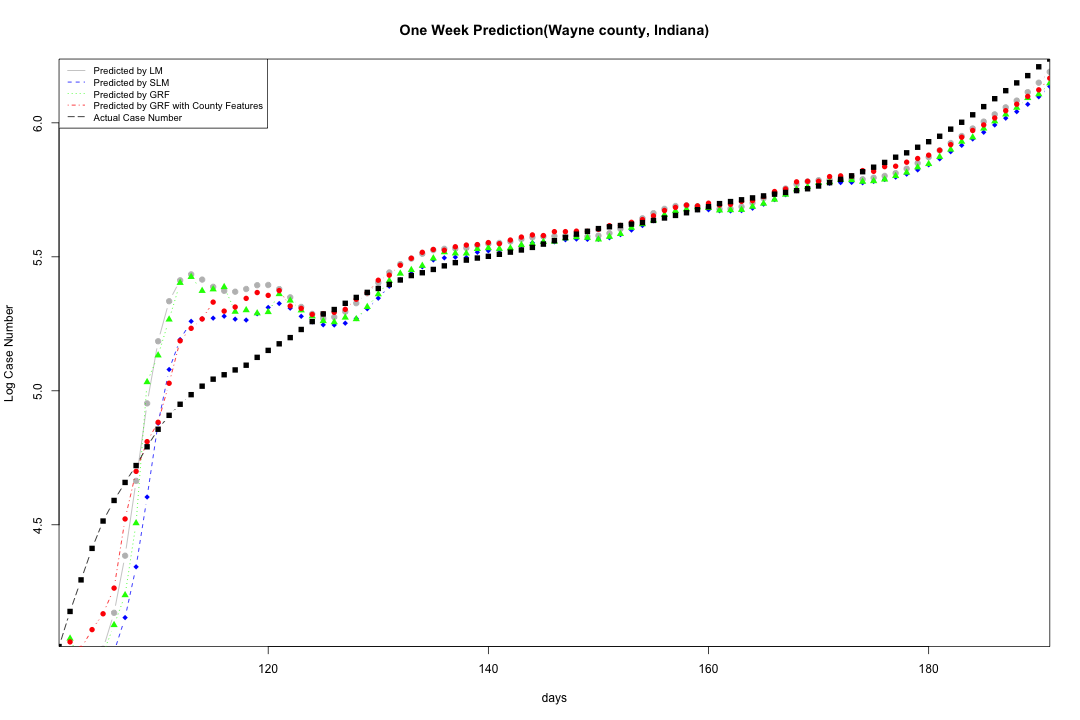 One Week Prediction(Wayne county, Indiana)
Predicted by LM
Predicted by SLM
Predicted by GRF
Predicted by GRF with County Features
Actual Case Number
Log Case Number
6.0
5.5
5.0
4.5
120 140 160 180
days